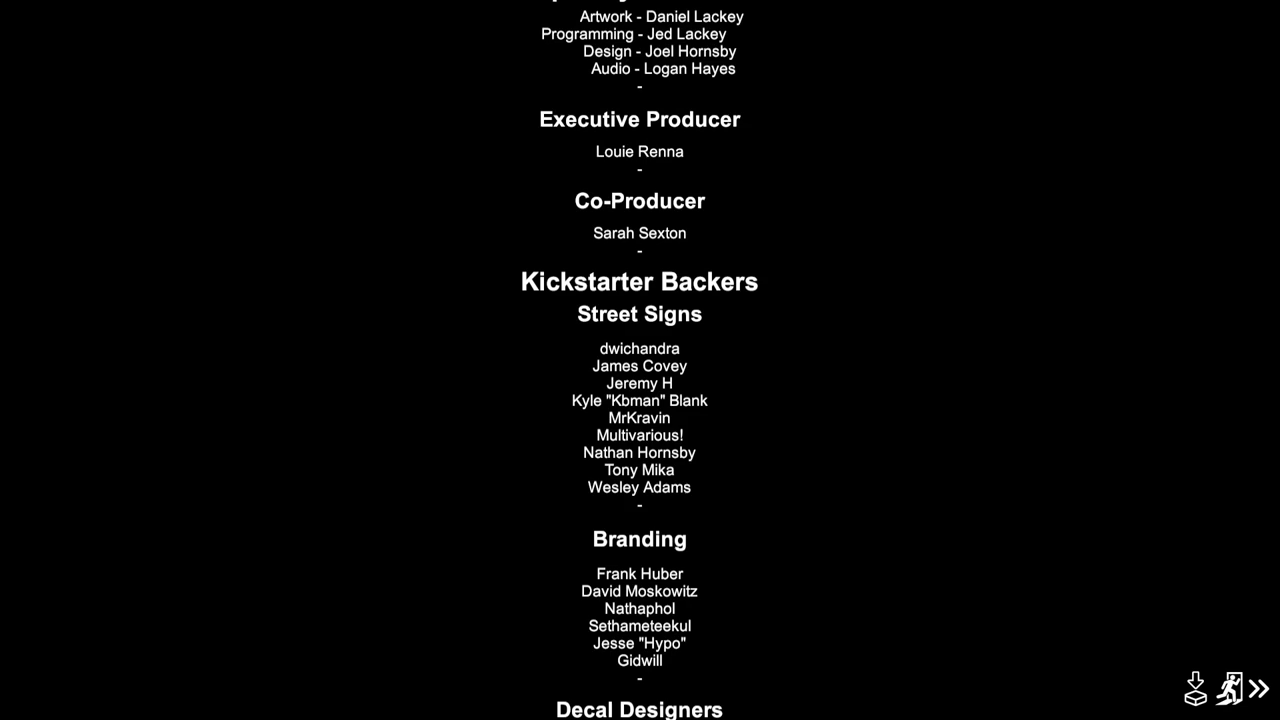 Artwork - Daniel Lackey
Programming - Jed Lackey
Design - Joel Hornsby
Audio - Logan Hayes
-
Executive Producer
Louie Renna
-
Co-Producer
Sarah Sexton
-
Kickstarter Backers
Street Signs
dwichandra
James Covey
Jeremy H
Kyle "Kbman" Blank
MrKravin
Multivarious!
Nathan Hornsby
Tony Mika
Wesley Adams
-
Branding
Frank Huber
David Moskowitz
Nathaphol
Sethameteekul
Jesse "Hypo"
Gidwill
-
Decal Designers